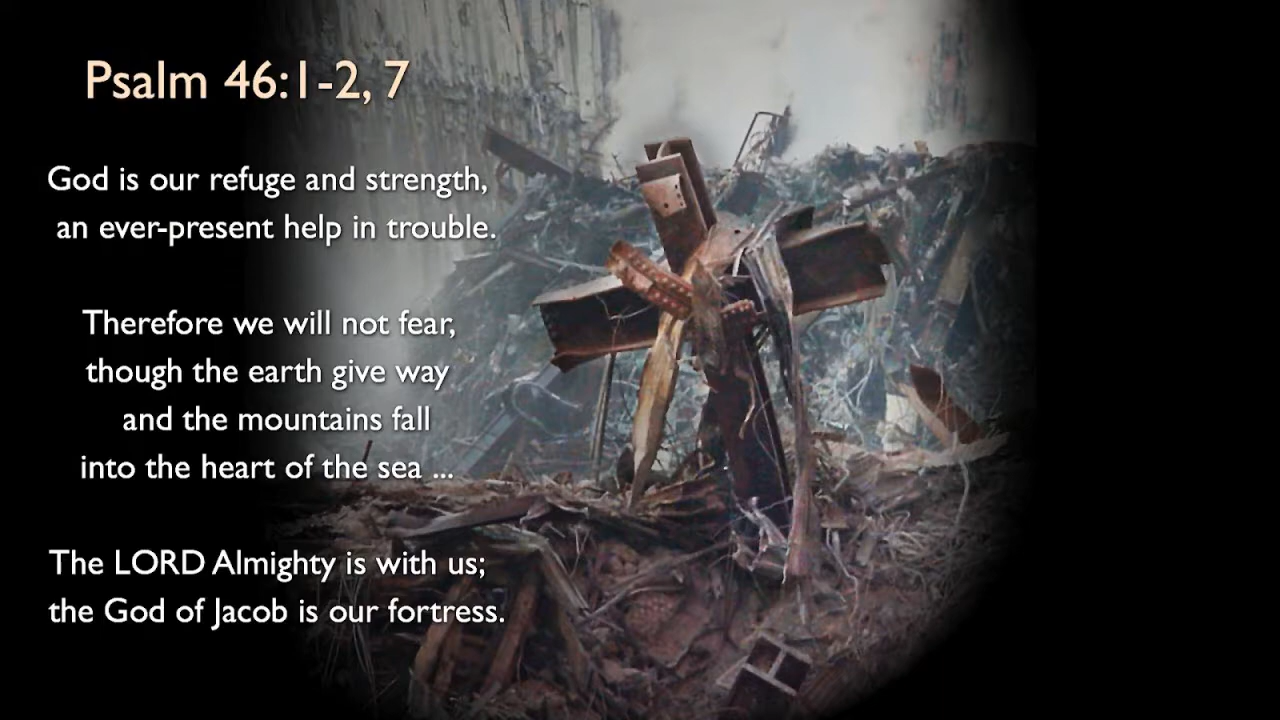 Psalm 46:1-2, 7
God is our refuge and strength,
an ever-present help in trouble.
Therefore we will not fear,
though the earth give way
and the mountains fall
into the heart of the sea ...
The LORD Almighty is with us;
the God of Jacob is our fortress.